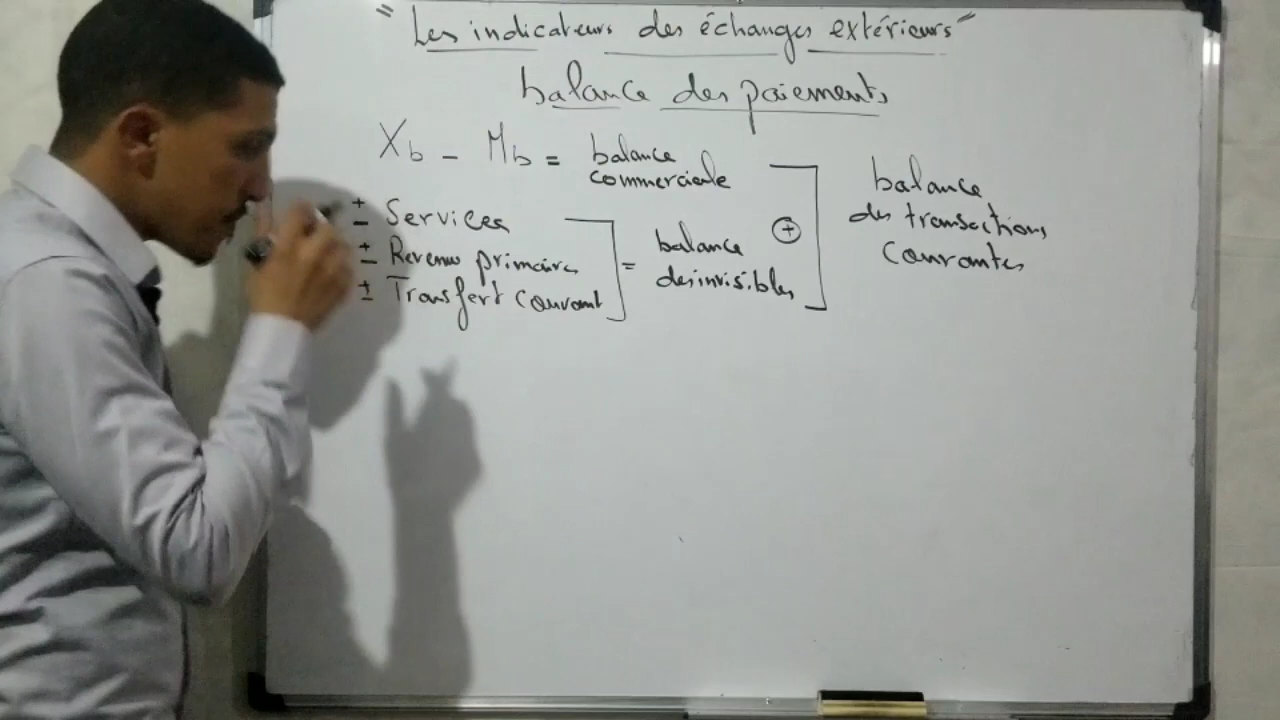 "Les indicateurs des échanges extérieurs"
balance des paiements
Xb - Mb = balance commerciale
± Services
± Revenu primaire
± Transfert courant
= balance des invisibles
+
balance des transactions courantes